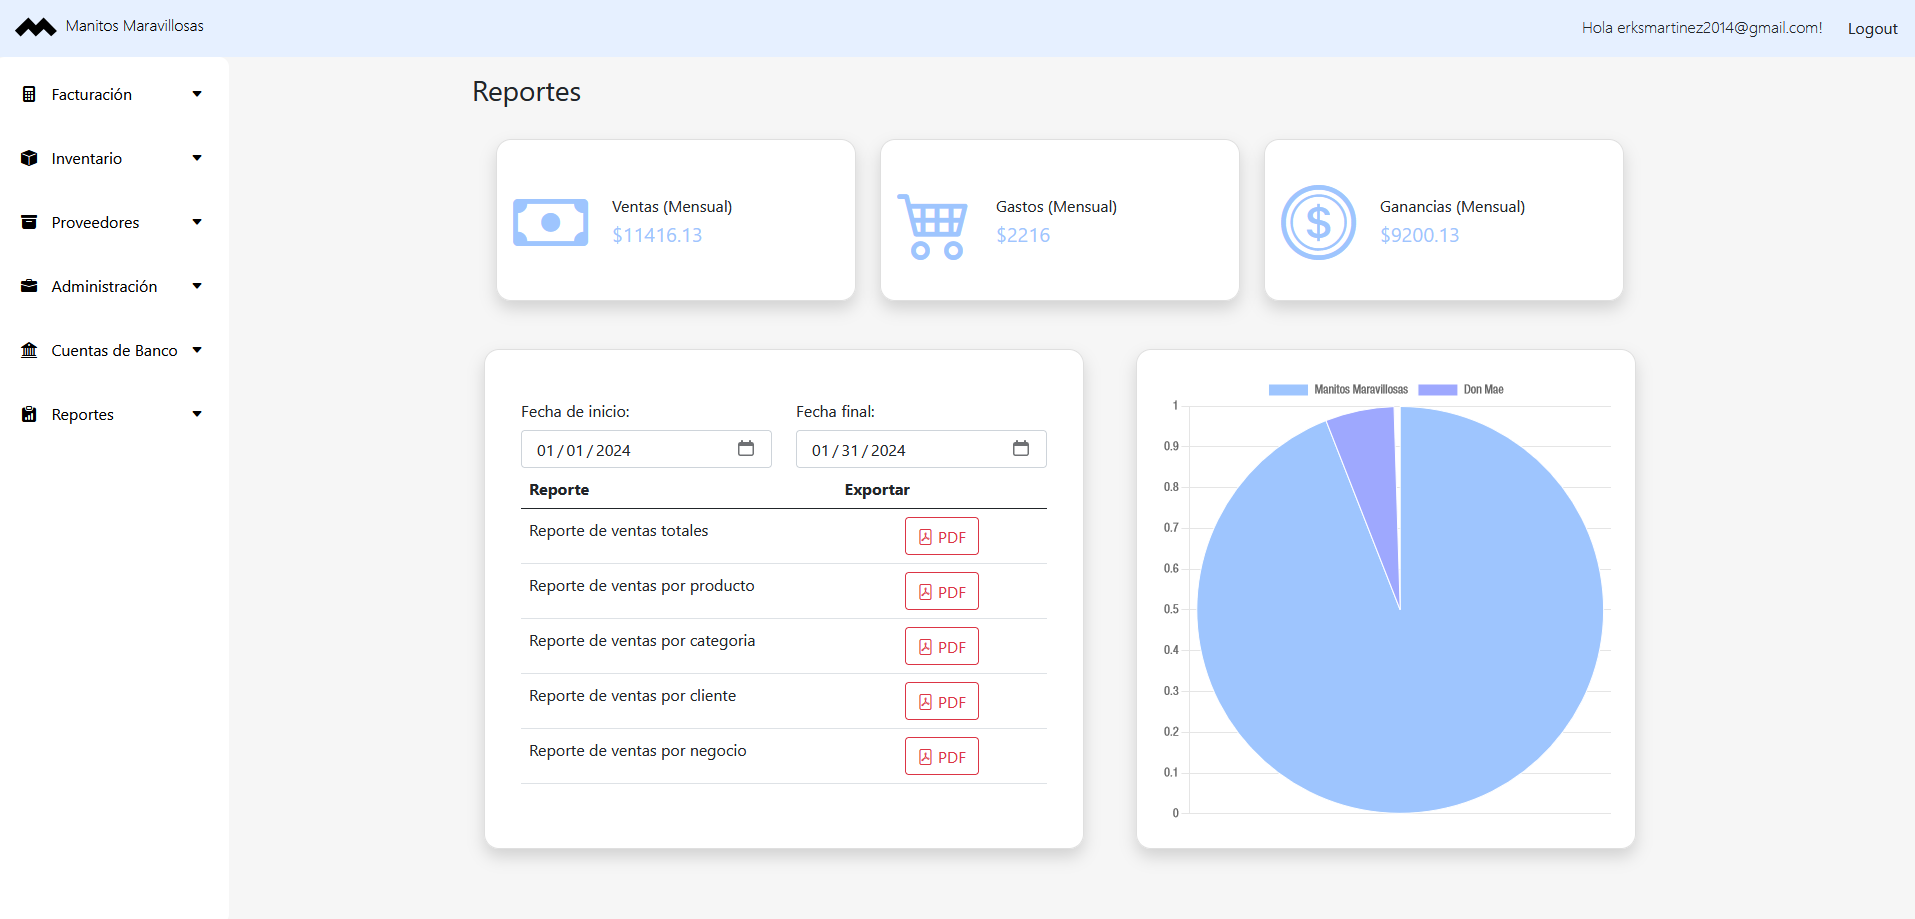 Manitos Maravillosas
Hola erksmartinez2014@gmail.com!
Logout
Facturación
Inventario
Proveedores
Administración
Cuentas de Banco
Reportes
Reportes
Ventas (Mensual)
$11416.13
Gastos (Mensual)
$2216
Ganancias (Mensual)
$9200.13
Fecha de inicio:
01/01/2024
Fecha final:
01/31/2024
Reporte Exportar
Reporte de ventas totales PDF
Reporte de ventas por producto PDF
Reporte de ventas por categoria PDF
Reporte de ventas por cliente PDF
Reporte de ventas por negocio PDF
Manitos Maravillosas Don Mae
1
0.9
0.8
0.7
0.6
0.5
0.4
0.3
0.2
0.1
0